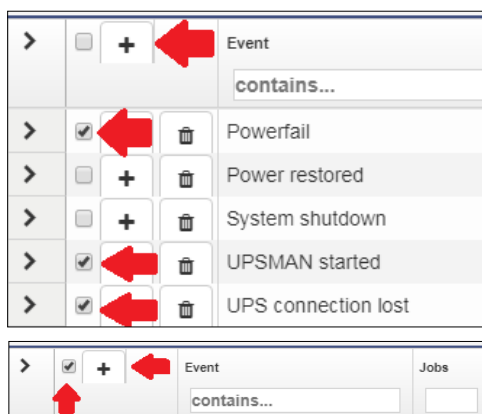 Event
contains...
Powerfail
Power restored
System shutdown
UPSMAN started
UPS connection lost
Event Jobs
contains...